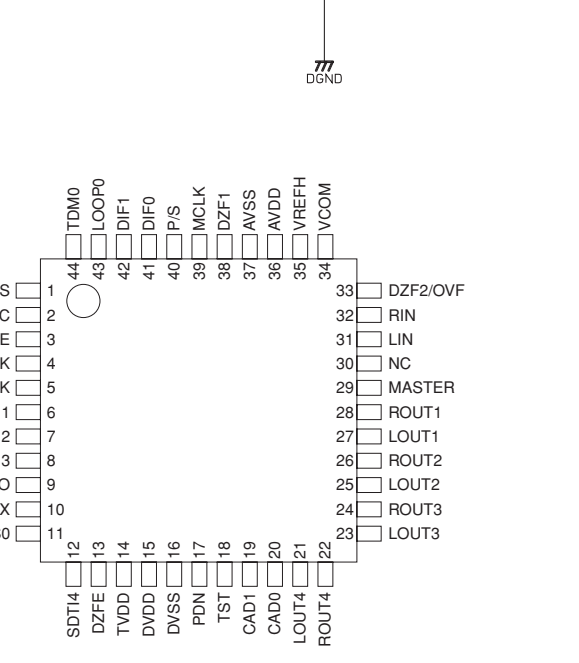 DGND
TDM0
LOOP0
DIF1
DIF0
P/S
MCLK
DZF1
AVSS
AVDD
VREFH
VCOM
44 43 42 41 40 39 38 37 36 35 34
S 1
C 2
E 3
K 4
K 5
1 6
2 7
3 8
O 9
X 10
0 11
33 DZF2/OVF
32 RIN
31 LIN
30 NC
29 MASTER
28 ROUT1
27 LOUT1
26 ROUT2
25 LOUT2
24 ROUT3
23 LOUT3
12 13 14 15 16 17 18 19 20 21 22
SDTI4
DZFE
TVDD
DVDD
DVSS
PDN
TST
CAD1
CAD0
LOUT4
ROUT4